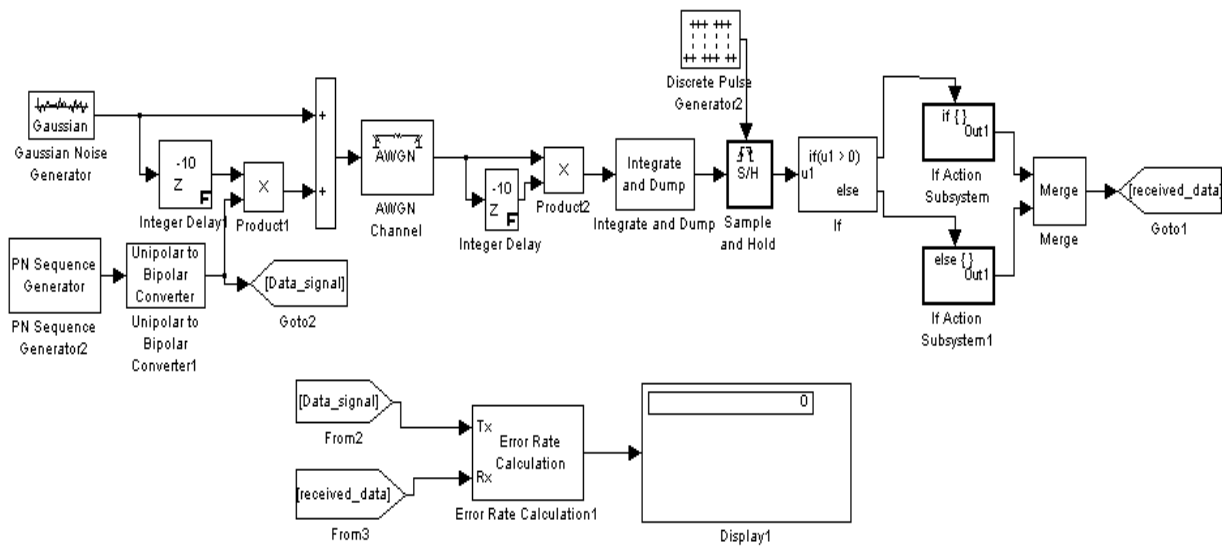 Gaussian
Gaussian Noise
Generator
-10
Z
F
Integer Delay1
X
Product1
+
+
AWGN
AWGN
Channel
-10
Z
F
Integer Delay
X
Product2
Integrate
and Dump
Integrate and Dump
Discrete Pulse
Generator2
S/H
Sample
and Hold
if(u1 > 0)
u1
else
If
if { }
Out1
If Action
Subsystem
else { }
Out1
If Action
Subsystem1
Merge
Merge
[received_data]
Goto1
PN Sequence
Generator
PN Sequence
Generator2
Unipolar to
Bipolar
Converter
Unipolar to
Bipolar
Converter1
[Data_signal]
Goto2
[Data_signal]
From2
[received_data]
From3
Tx
Error Rate
Calculation
Rx
Error Rate Calculation1
0
Display1